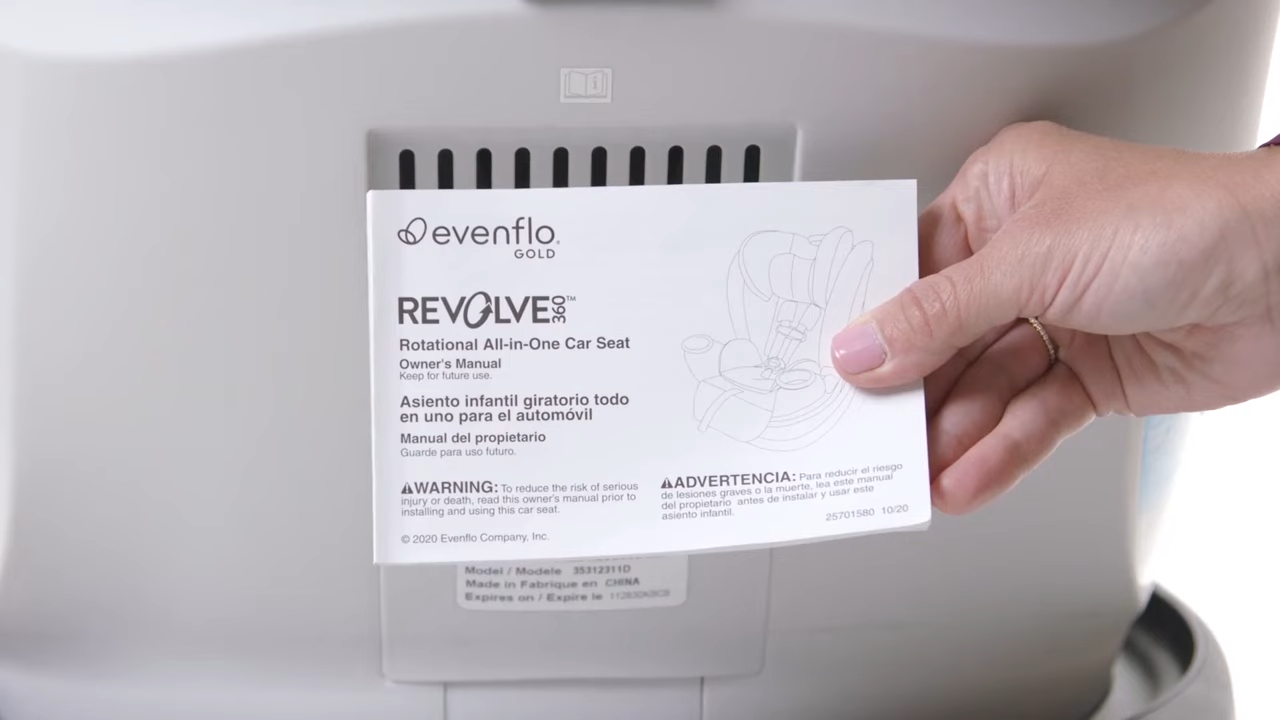 evenflo
GOLD
REVOLVE 360™
Rotational All-in-One Car Seat
Owner's Manual
Keep for future use.
Asiento infantil giratorio todo
en uno para el automóvil
Manual del propietario
Guarde para uso futuro.
WARNING: To reduce the risk of serious
injury or death, read this owner's manual prior to
installing and using this car seat.
© 2020 Evenflo Company, Inc.
ADVERTENCIA: Para reducir el riesgo
de lesiones graves o la muerte, lea este manual
del propietario antes de instalar y usar este
asiento infantil.
25701580 10/20
Model / Modele 35312311D
Made in Fabrique en CHINA
Expires on / Expire le